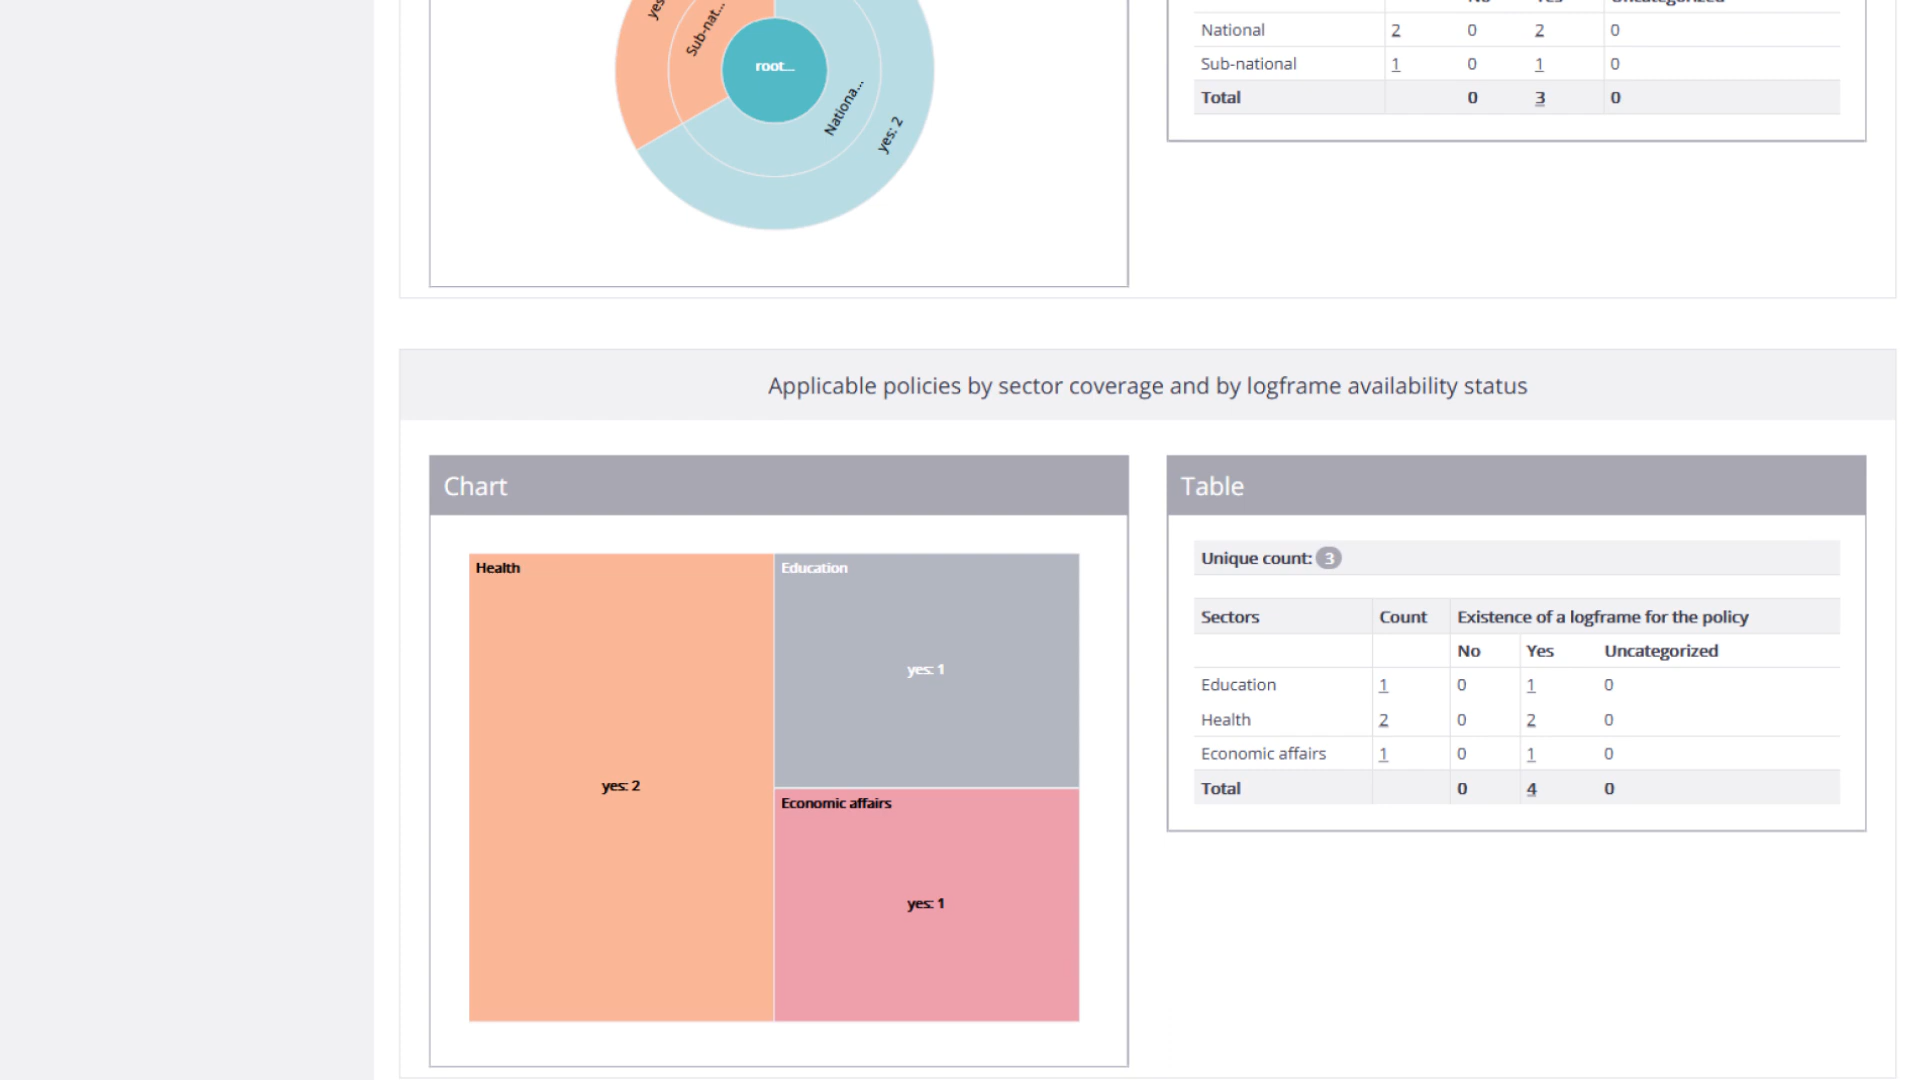 yes
Sub-nat...
root...
Nationa...
yes: 2
National 2 0 2 0
Sub-national 1 0 1 0
Total 0 3 0
Applicable policies by sector coverage and by logframe availability status
Chart
Health
yes: 2
Education
yes: 1
Economic affairs
yes: 1
Table
Unique count: 3
Sectors Count Existence of a logframe for the policy
No Yes Uncategorized
Education 1 0 1 0
Health 2 0 2 0
Economic affairs 1 0 1 0
Total 0 4 0